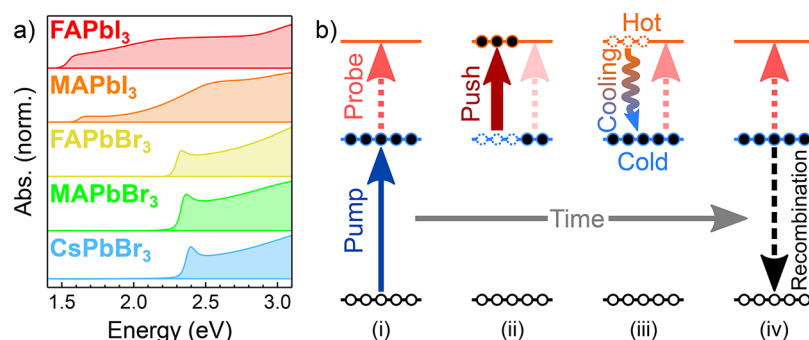 a)
FAPbI₃
MAPbI₃
FAPbBr₃
MAPbBr₃
CsPbBr₃
Abs. (norm.)
1.5 2.0 2.5 3.0
Energy (eV)
b)
Probe
Pump
Push
Cooling
Hot
Cold
Time
Recombination
(i) (ii) (iii) (iv)